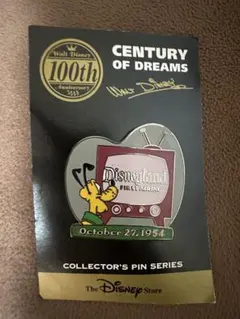 Walt Disney
100th
Anniversary
CENTURY
OF DREAMS
Walt Disney
Disneyland
October 27, 1954
COLLECTOR'S PIN SERIES
The Disney Store